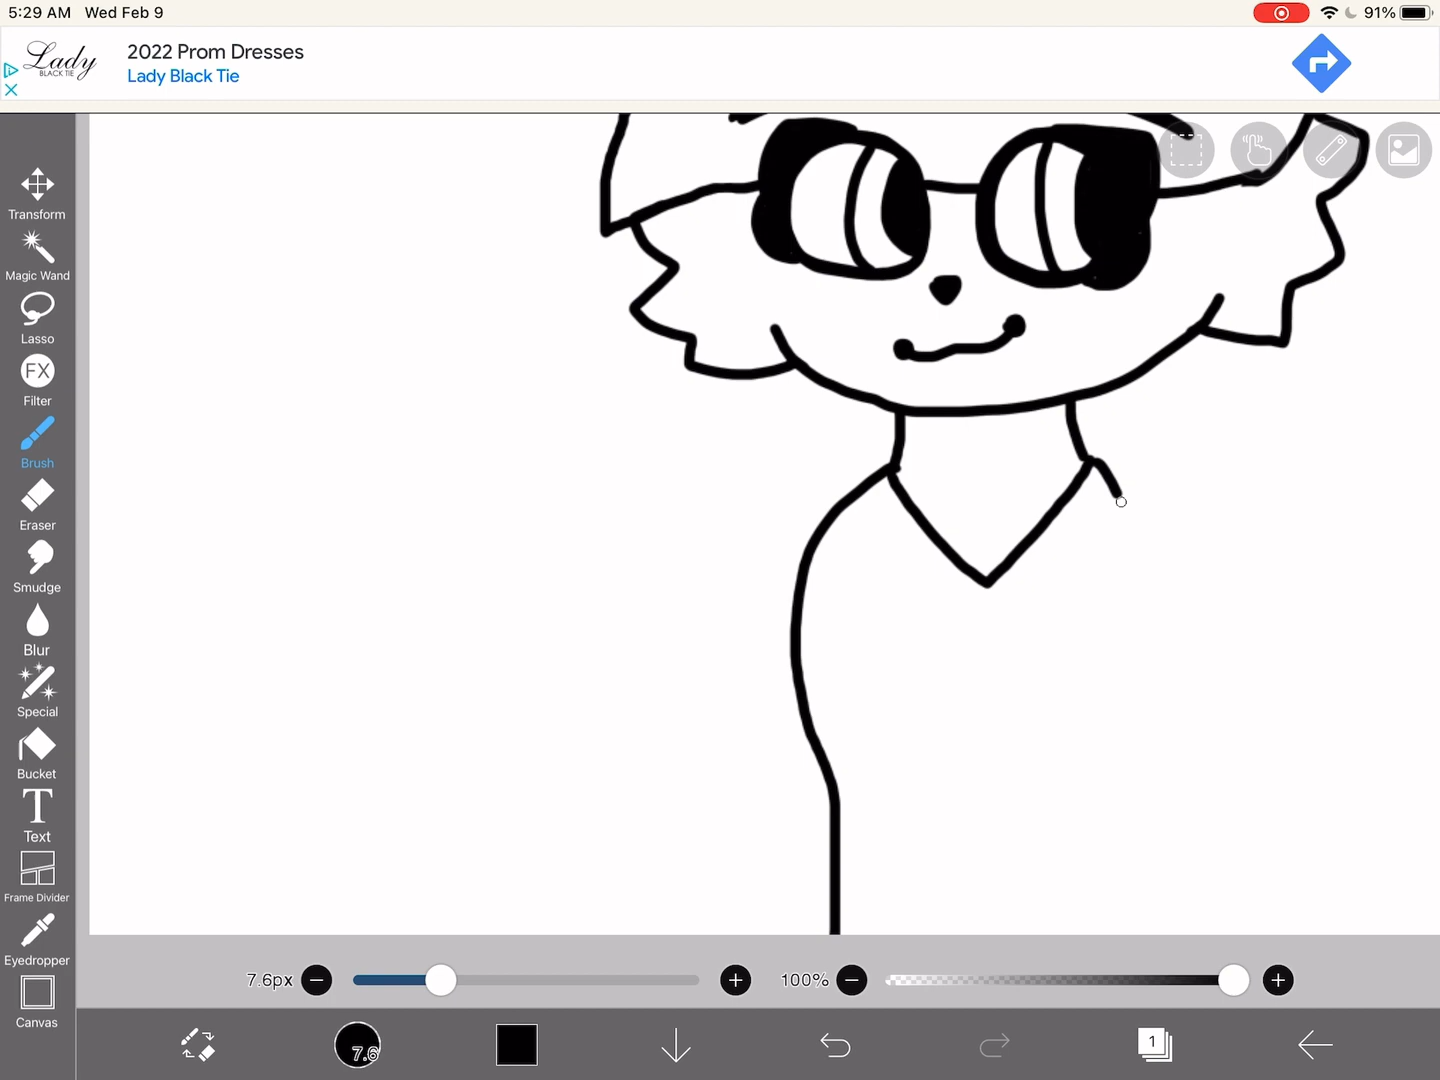 5:29 AM Wed Feb 9
91%
Lady
BLACK TIE
2022 Prom Dresses
Lady Black Tie
Transform
Magic Wand
Lasso
FX
Filter
Brush
Eraser
Smudge
Blur
Special
Bucket
T
Text
Frame Divider
Eyedropper
Canvas
7.6px
100%
7.6
1